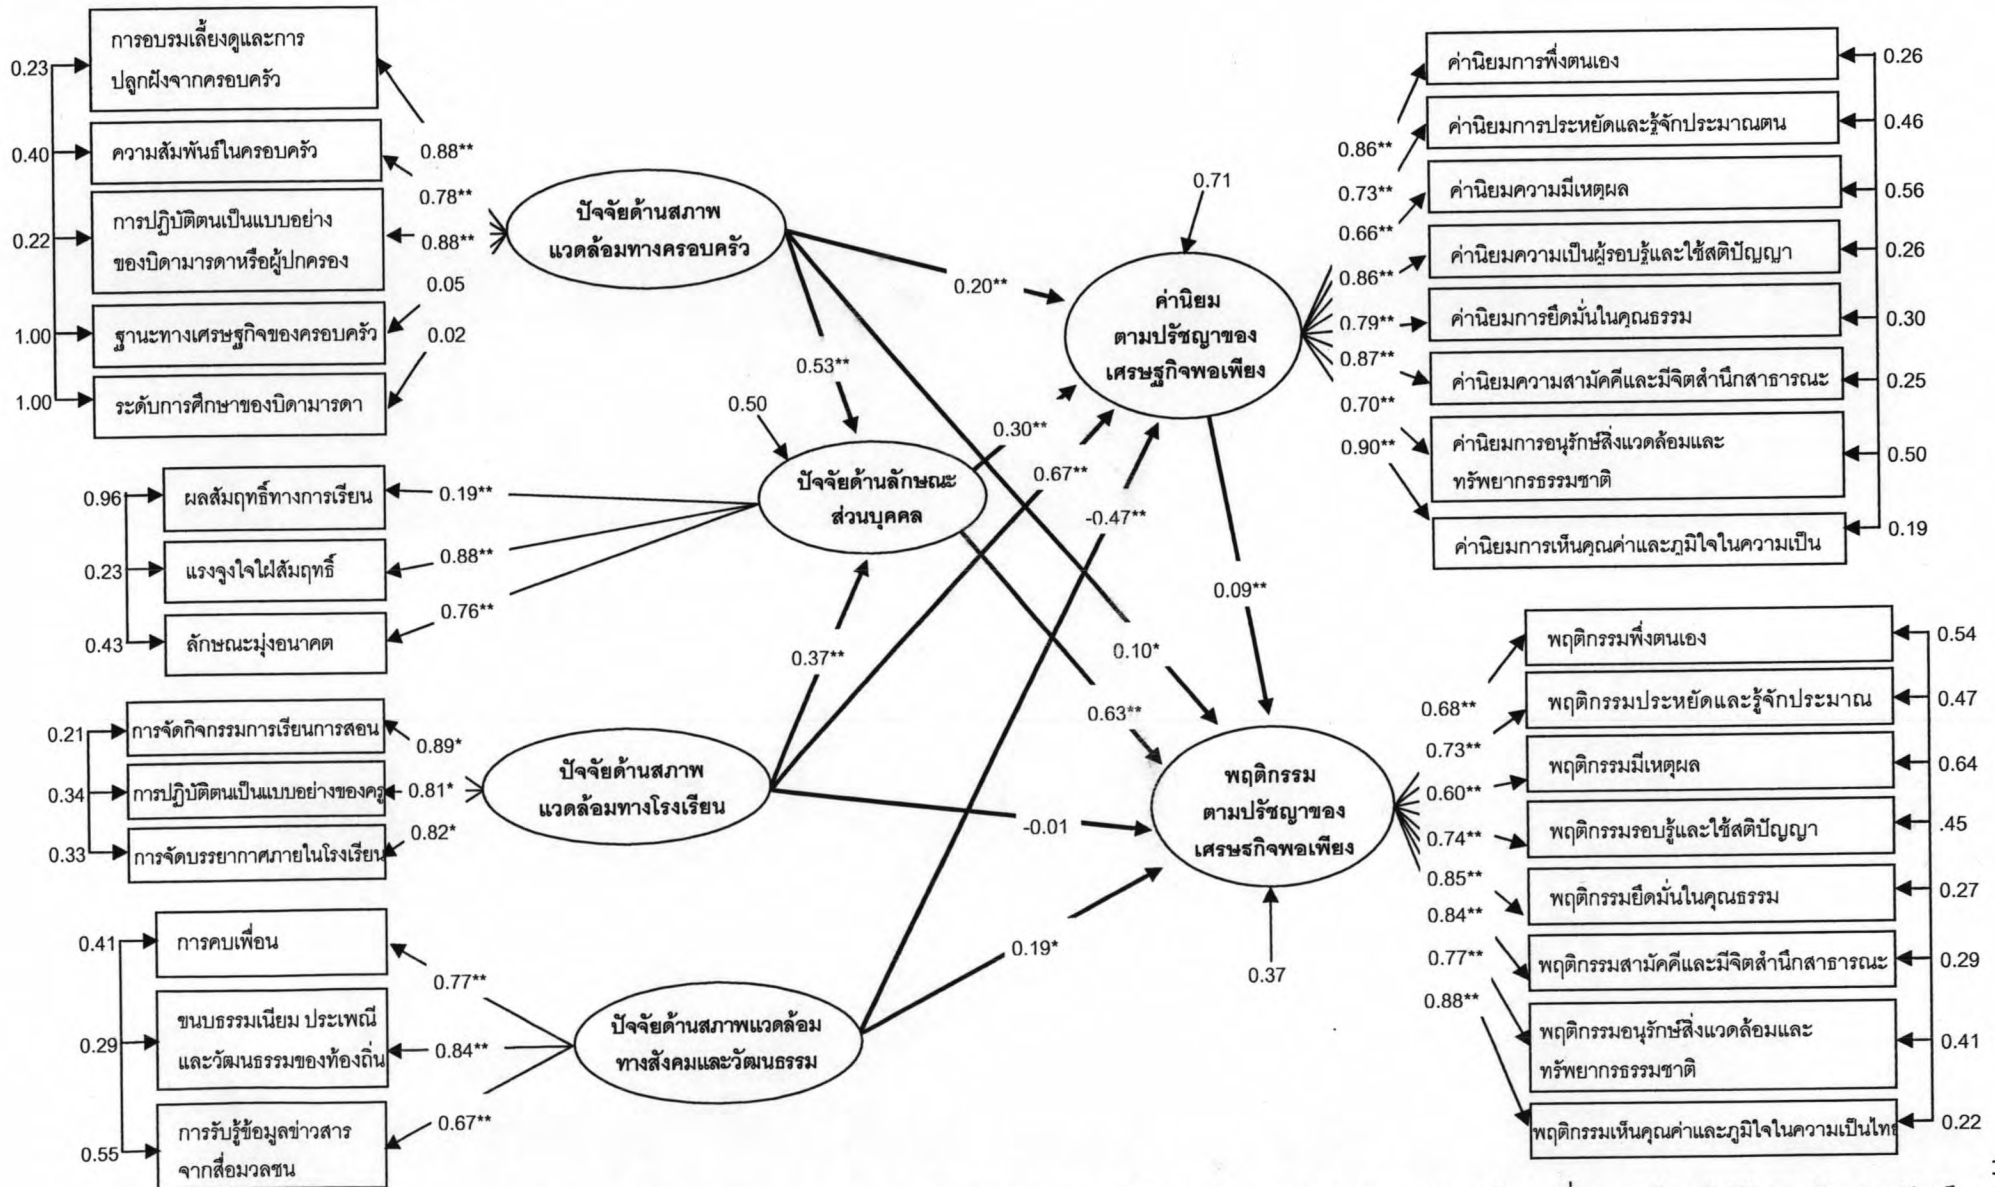 การอบรมเลี้ยงดูและการ
ปลูกฝังจากครอบครัว
0.23
ความสัมพันธ์ในครอบครัว
0.40
การปฏิบัติตนเป็นแบบอย่าง
ของบิดามารดาหรือผู้ปกครอง
0.22
ฐานะทางเศรษฐกิจของครอบครัว
1.00
ระดับการศึกษาของบิดามารดา
1.00
0.88**
0.78**
0.88**
0.05
0.02
ปัจจัยด้านสภาพ
แวดล้อมทางครอบครัว
0.96
ผลสัมฤทธิ์ทางการเรียน
0.19**
0.23
แรงจูงใจใฝ่สัมฤทธิ์
0.88**
0.43
ลักษณะมุ่งอนาคต
0.76**
0.50
ปัจจัยด้านลักษณะ
ส่วนบุคคล
0.21
การจัดกิจกรรมการเรียนการสอน
0.89*
0.34
การปฏิบัติตนเป็นแบบอย่างของครู
0.81*
0.33
การจัดบรรยากาศภายในโรงเรียน
0.82*
ปัจจัยด้านสภาพ
แวดล้อมทางโรงเรียน
0.41
การคบเพื่อน
0.77**
0.29
ขนบธรรมเนียม ประเพณี
และวัฒนธรรมของท้องถิ่น
0.84**
0.55
การรับรู้ข้อมูลข่าวสาร
จากสื่อมวลชน
0.67**
ปัจจัยด้านสภาพแวดล้อม
ทางสังคมและวัฒนธรรม
0.20**
0.53**
0.30**
0.67**
-0.47**
0.37**
0.10*
0.63**
0.09**
-0.01
0.19*
0.71
ค่านิยม
ตามปรัชญาของ
เศรษฐกิจพอเพียง
พฤติกรรม
ตามปรัชญาของ
เศรษฐกิจพอเพียง
0.37
0.86**
0.73**
0.66**
0.86**
0.79**
0.87**
0.70**
0.90**
ค่านิยมการพึ่งตนเอง
0.26
ค่านิยมการประหยัดและรู้จักประมาณตน
0.46
ค่านิยมความมีเหตุผล
0.56
ค่านิยมความเป็นผู้รอบรู้และใช้สติปัญญา
0.26
ค่านิยมการยึดมั่นในคุณธรรม
0.30
ค่านิยมความสามัคคีและมีจิตสำนึกสาธารณะ
0.25
ค่านิยมการอนุรักษ์สิ่งแวดล้อมและ
ทรัพยากรธรรมชาติ
0.50
ค่านิยมการเห็นคุณค่าและภูมิใจในความเป็น
0.19
0.68**
0.73**
0.60**
0.74**
0.85**
0.84**
0.77**
0.88**
พฤติกรรมพึ่งตนเอง
0.54
พฤติกรรมประหยัดและรู้จักประมาณ
0.47
พฤติกรรมมีเหตุผล
0.64
พฤติกรรมรอบรู้และใช้สติปัญญา
.45
พฤติกรรมยึดมั่นในคุณธรรม
0.27
พฤติกรรมสามัคคีและมีจิตสำนึกสาธารณะ
0.29
พฤติกรรมอนุรักษ์สิ่งแวดล้อมและ
ทรัพยากรธรรมชาติ
0.41
พฤติกรรมเห็นคุณค่าและภูมิใจในความเป็นไทย
0.22